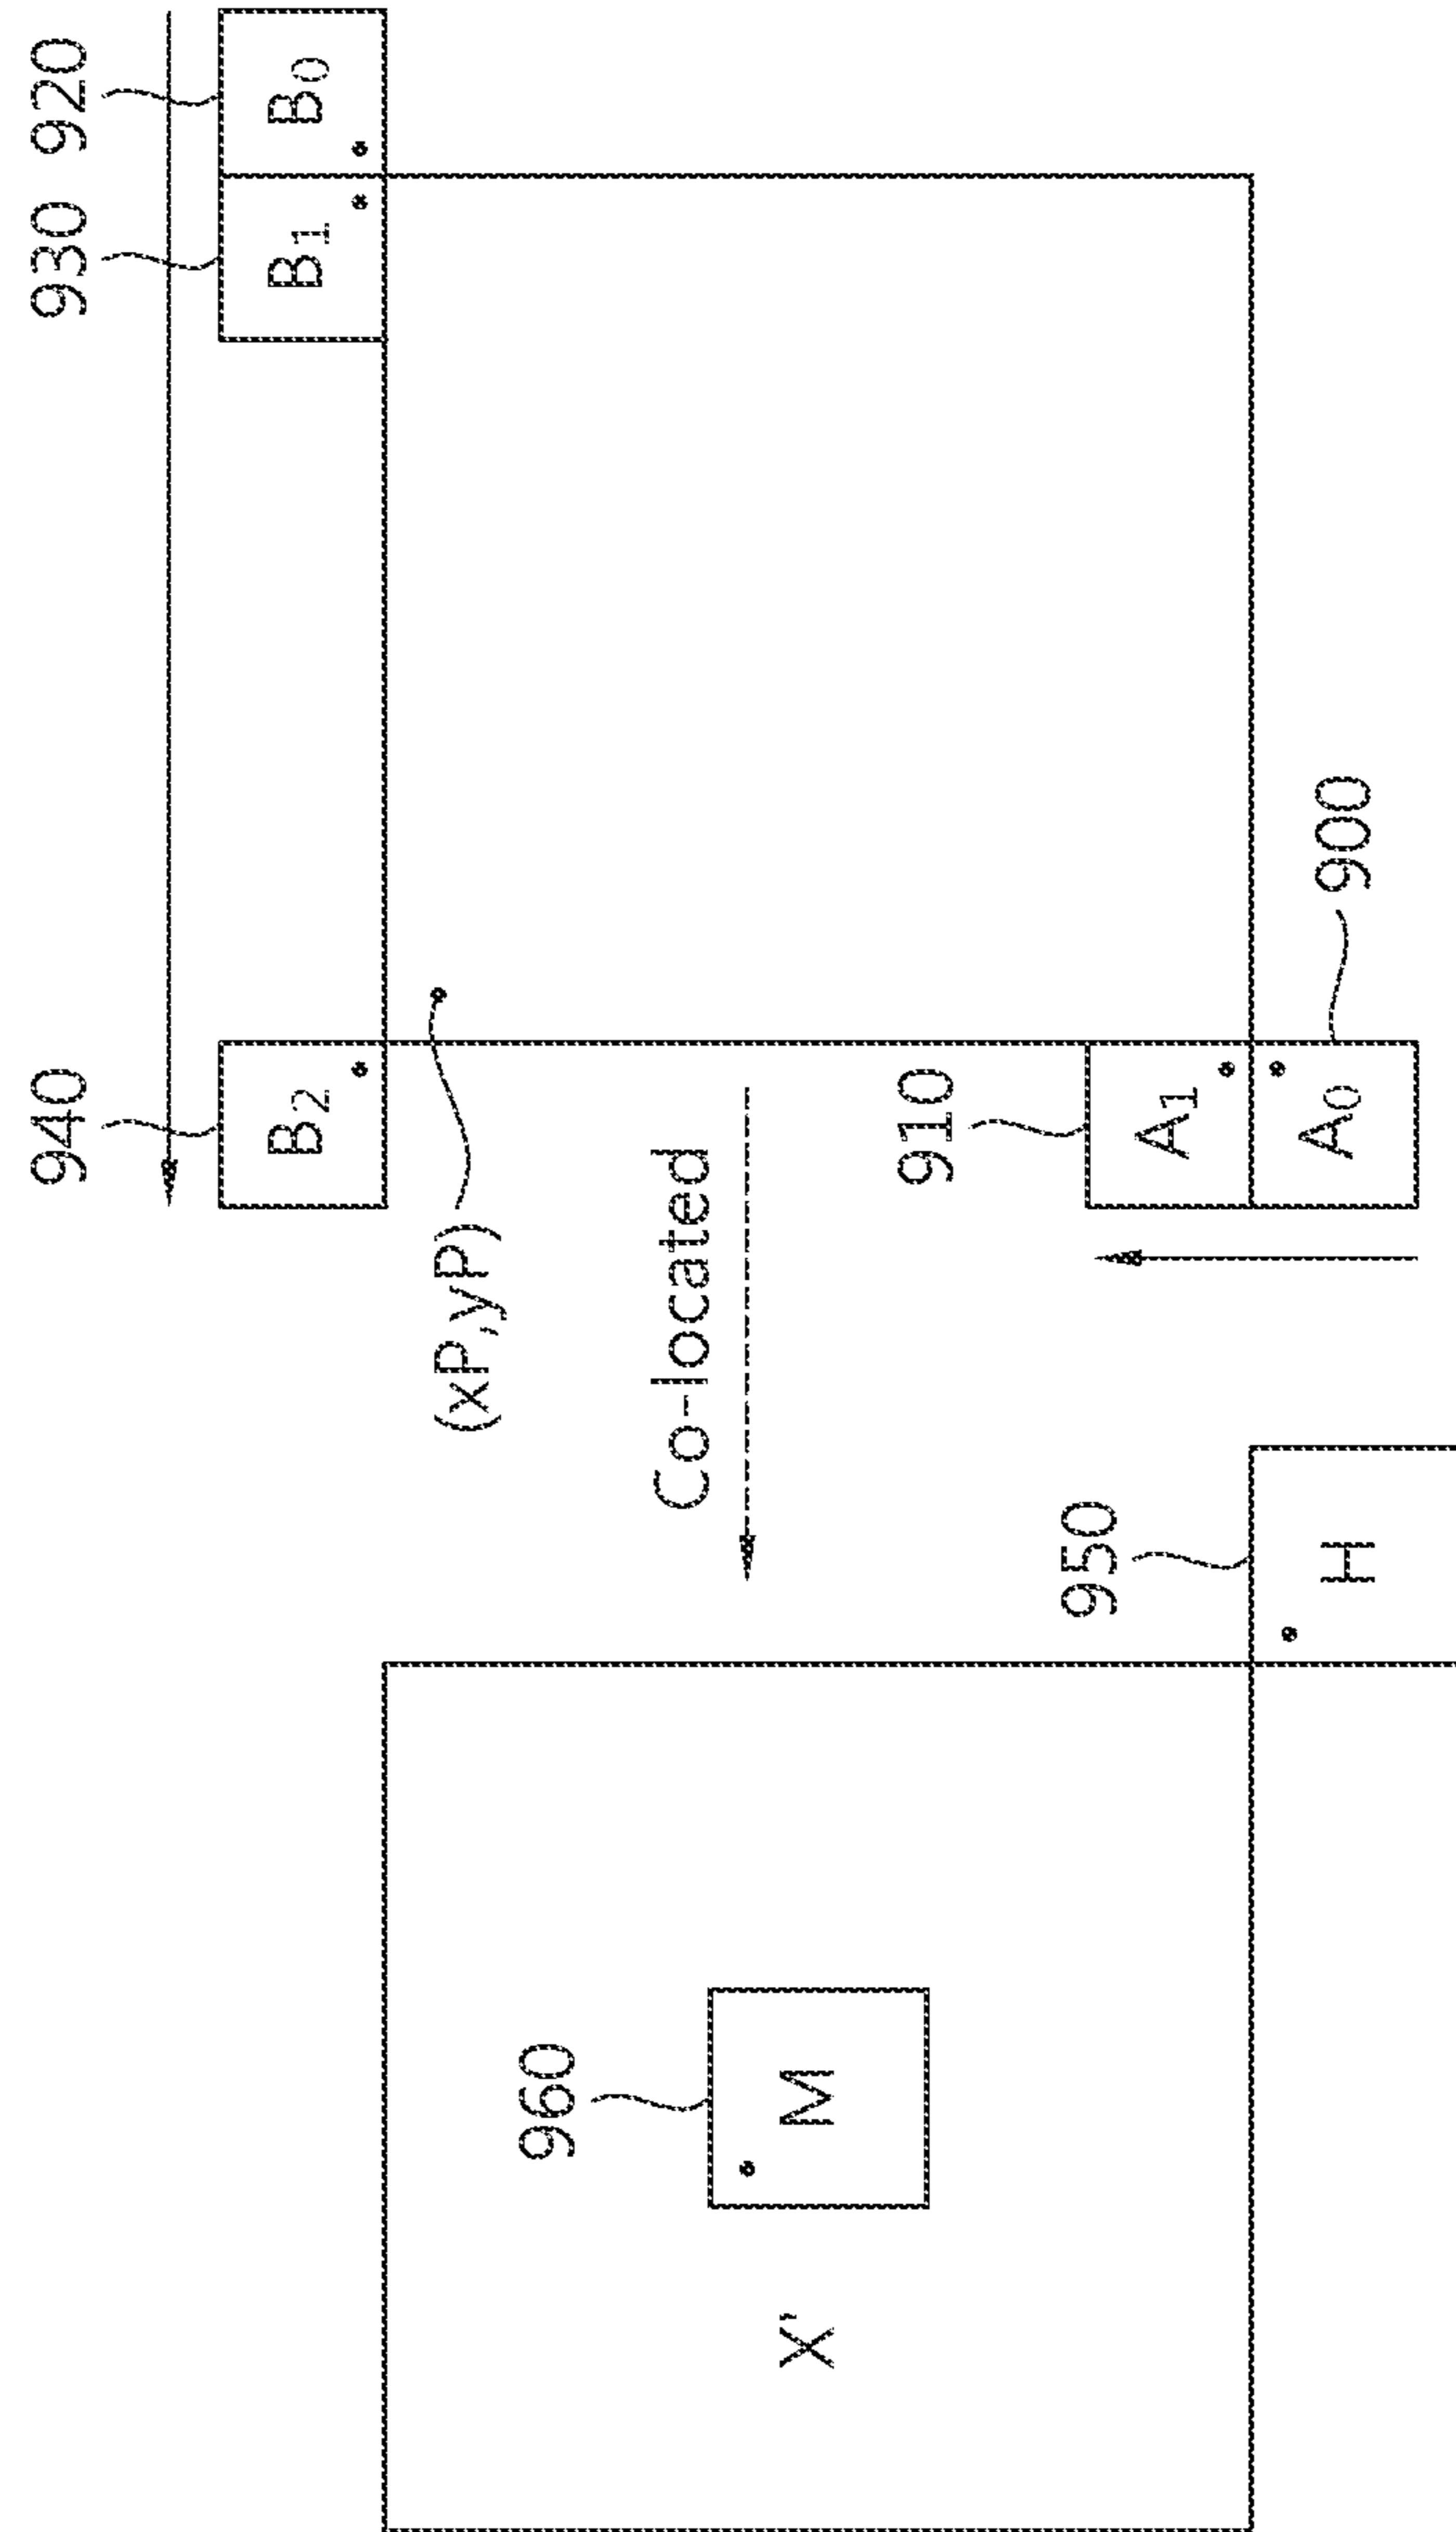 940 930 920
B₂ B₁ B₀
(xP,yP)
960
Co-located
X' M
910
950
A₁
H A₀ 900